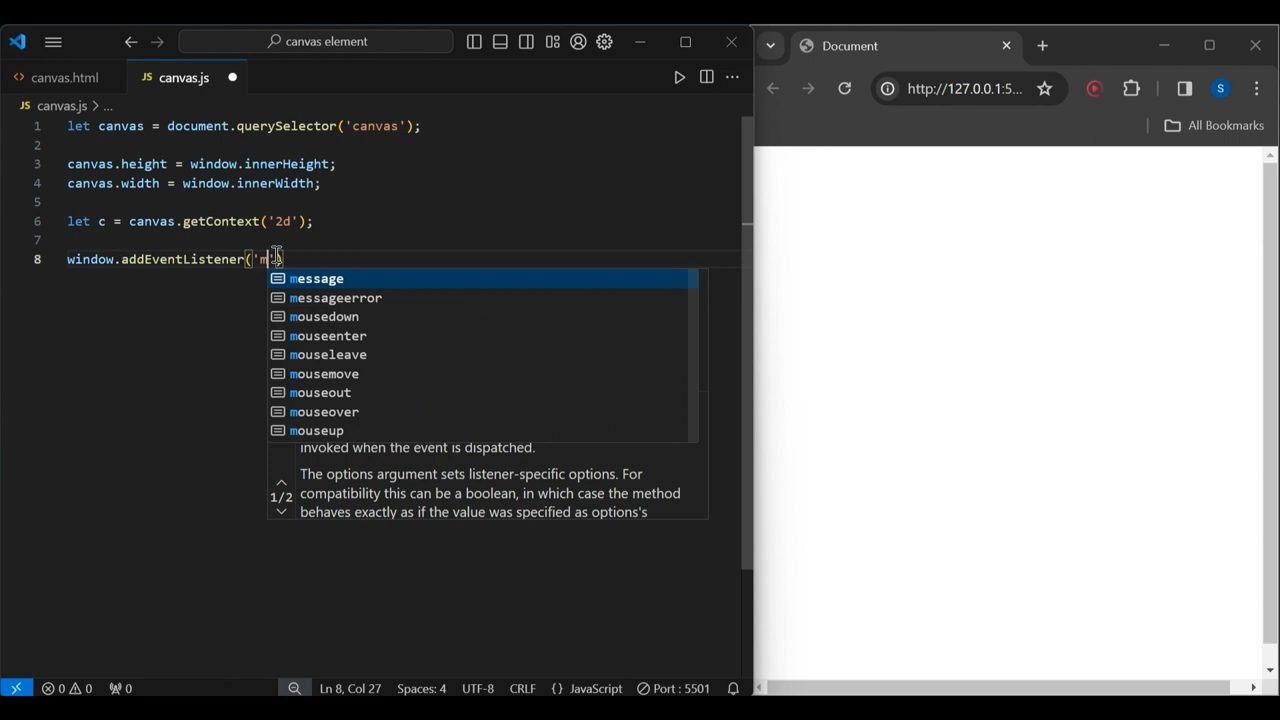 canvas element
canvas.html
JS canvas.js
JS canvas.js > ...
1 let canvas = document.querySelector('canvas');
2
3 canvas.height = window.innerHeight;
4 canvas.width = window.innerWidth;
5
6 let c = canvas.getContext('2d');
7
8 window.addEventListener('m')
message
messageerror
mousedown
mouseenter
mouseleave
mousemove
mouseout
mouseover
mouseup
invoked when the event is dispatched.
The options argument sets listener-specific options. For
1/2 compatibility this can be a boolean, in which case the method
behaves exactly as if the value was specified as options's
0 0 0 Ln 8, Col 27 Spaces: 4 UTF-8 CRLF {} JavaScript Port : 5501
Document
http://127.0.0.1:5... S
All Bookmarks